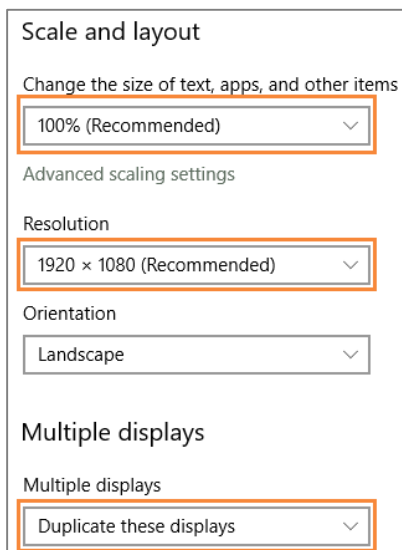 Scale and layout
Change the size of text, apps, and other items
100% (Recommended)
Advanced scaling settings
Resolution
1920 × 1080 (Recommended)
Orientation
Landscape
Multiple displays
Multiple displays
Duplicate these displays